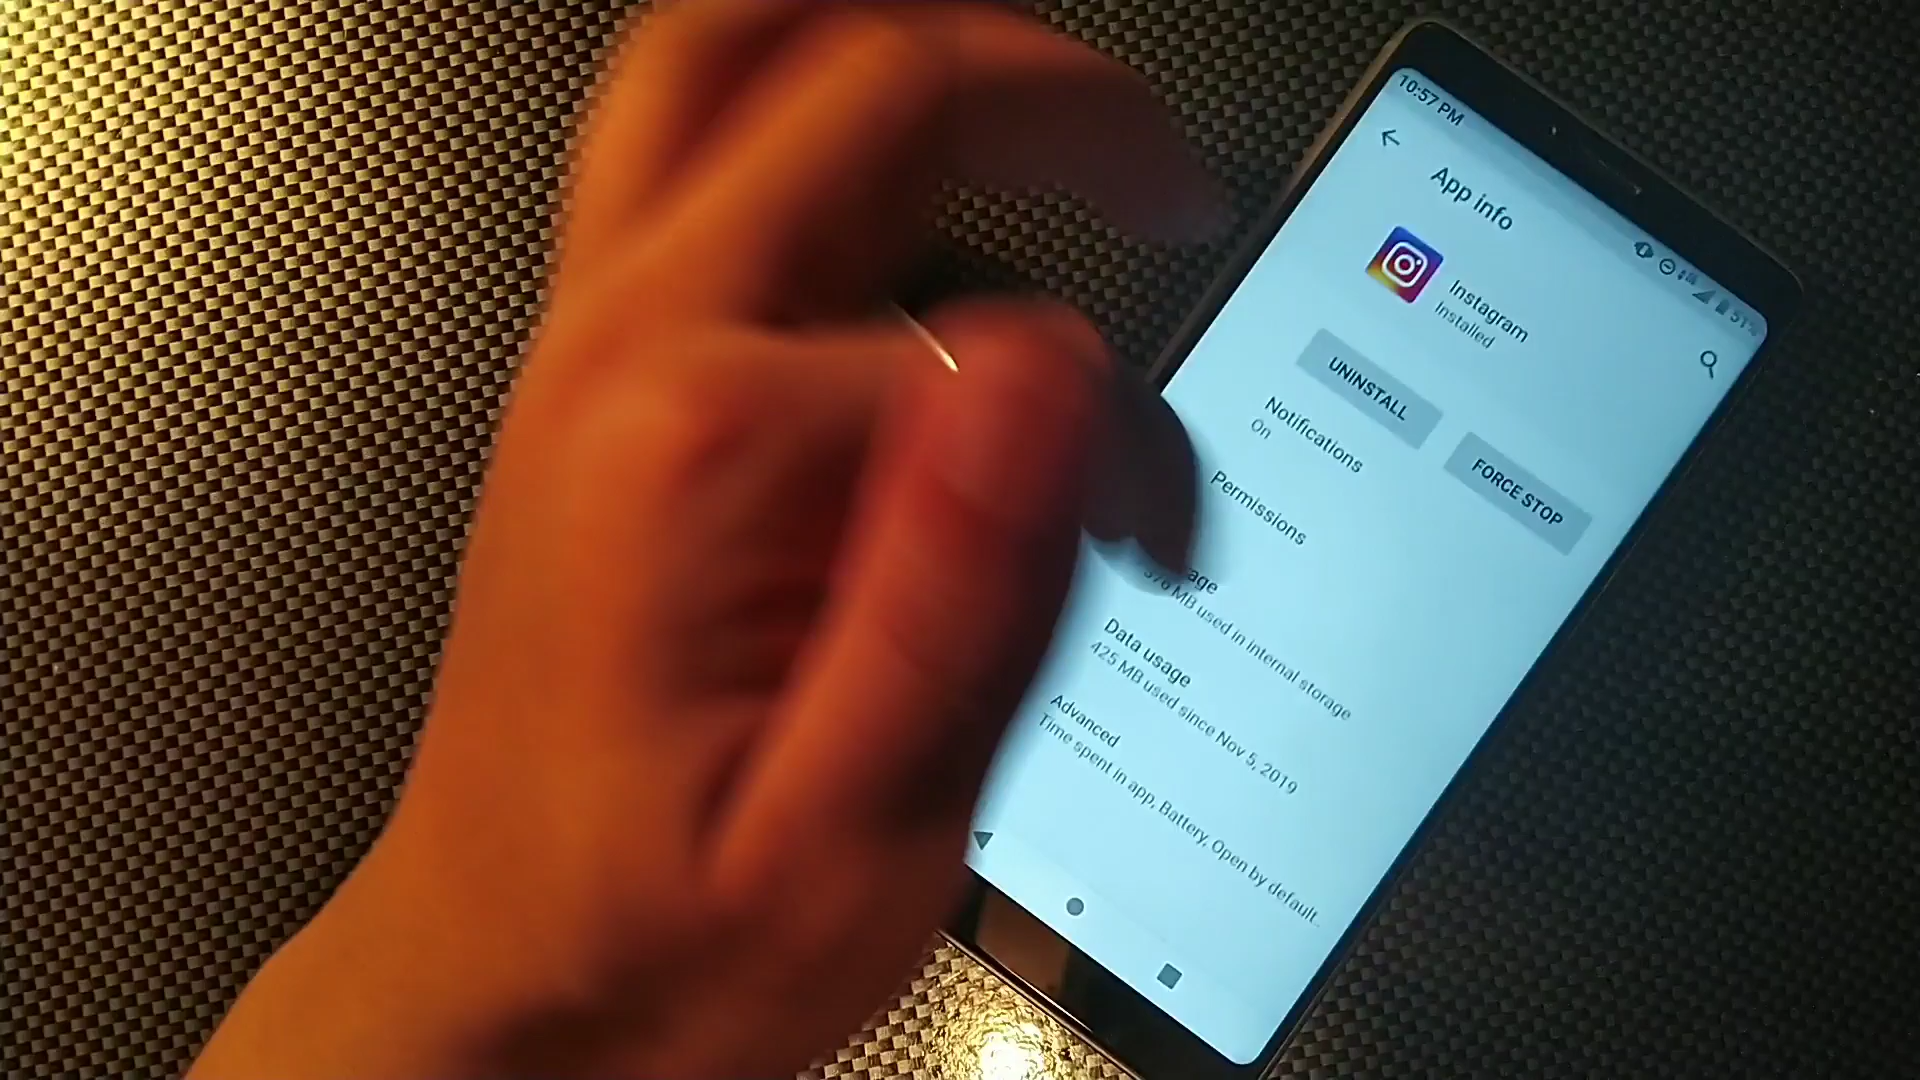 10:57 PM
51%
App info
Instagram
Installed
UNINSTALL
FORCE STOP
Notifications
On
Permissions
MB used in internal storage
Data usage
425 MB used since Nov 5, 2019
Advanced
Time spent in app, Battery, Open by default..